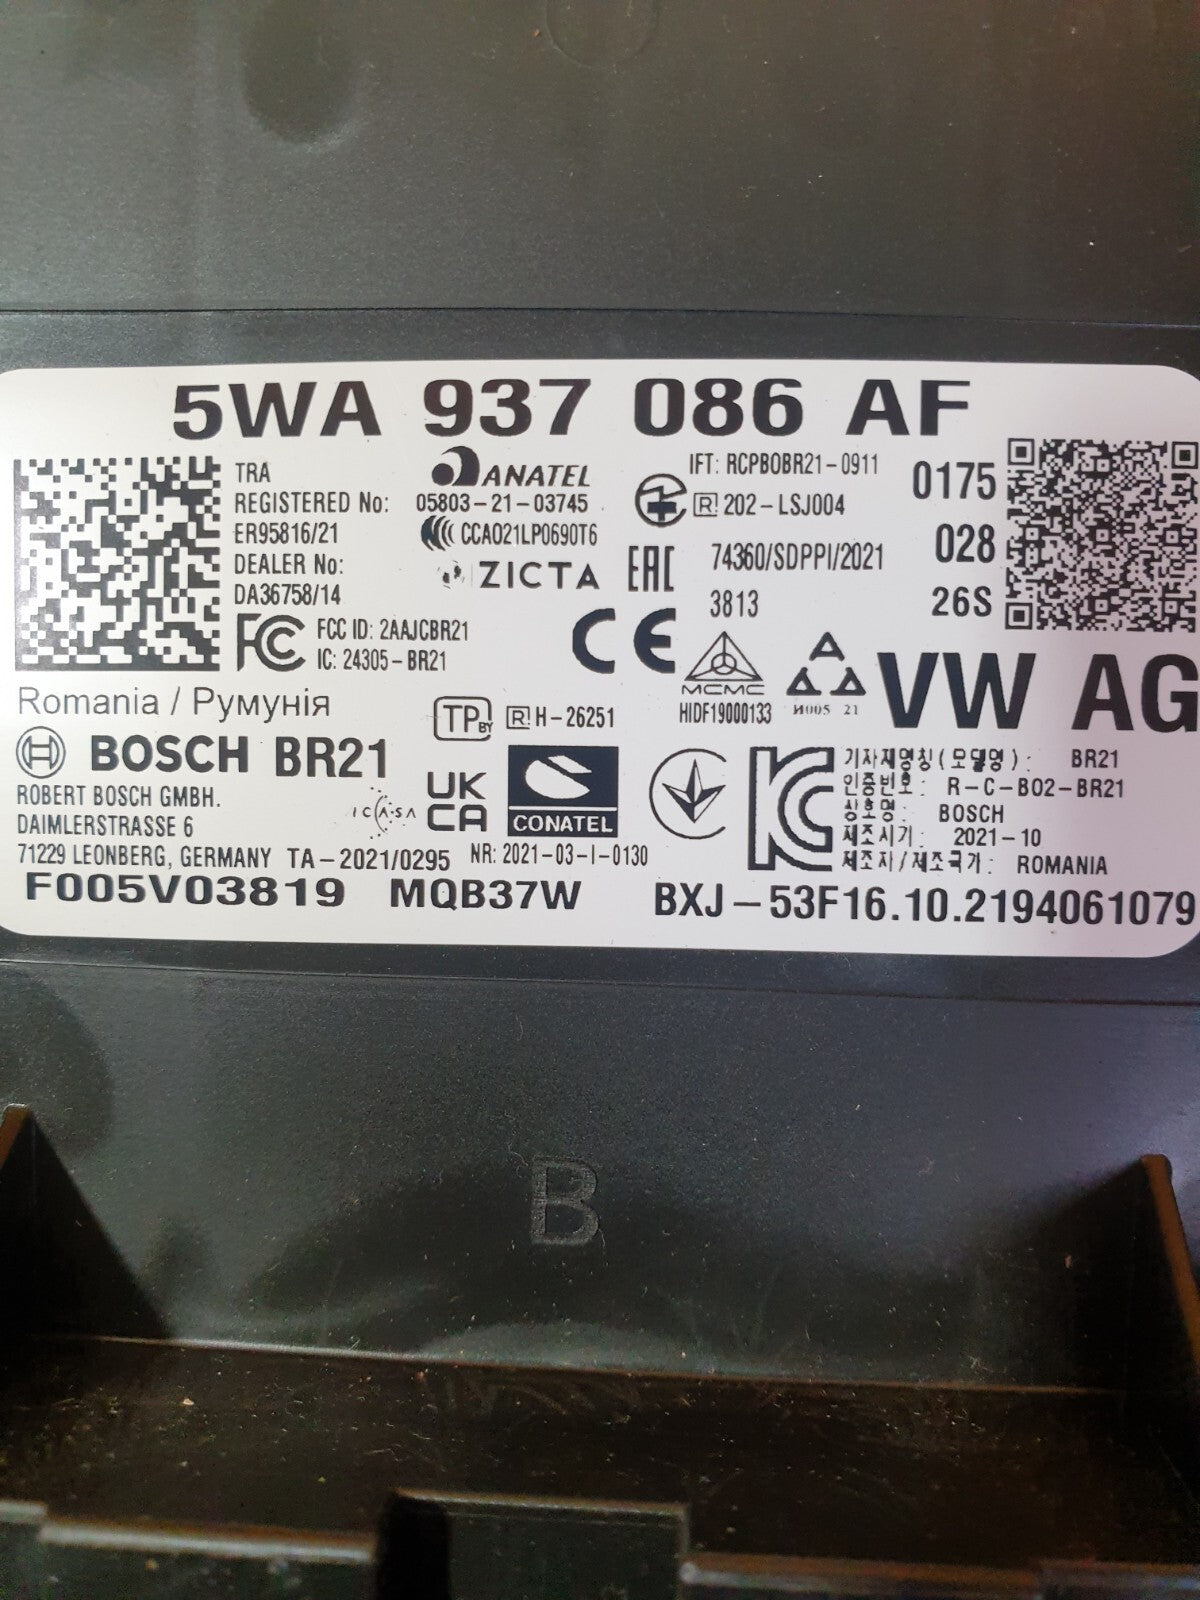 5WA 937 086 AF
TRA
REGISTERED No:
ER95816/21
DEALER No:
DA36758/14
ANATEL
05803-21-03745
CCAO21LP0690T6
ZICTA
IFT: RCPBOBR21-0911
R 202-LSJ004
EAC
74360/SDPPI/2021
3813
0175
028
26S
FC
FCC ID: 2AAJCBR21
IC: 24305-BR21
CE
MCMC
HIDF19000133
И005 21
VW AG
Romania / Румунія
TP BY
R H-26251
BOSCH BR21
ROBERT BOSCH GMBH.
DAIMLERSTRASSE 6
71229 LEONBERG, GERMANY
ICASA
TA-2021/0295
UK
CA
CONATEL
NR: 2021-03-I-0130
기자재명칭(모델명): BR21
인증번호: R-C-B02-BR21
상호명: BOSCH
제조시기: 2021-10
제조자/제조국가: ROMANIA
F005V03819 MQB37W BXJ-53F16.10.2194061079
B